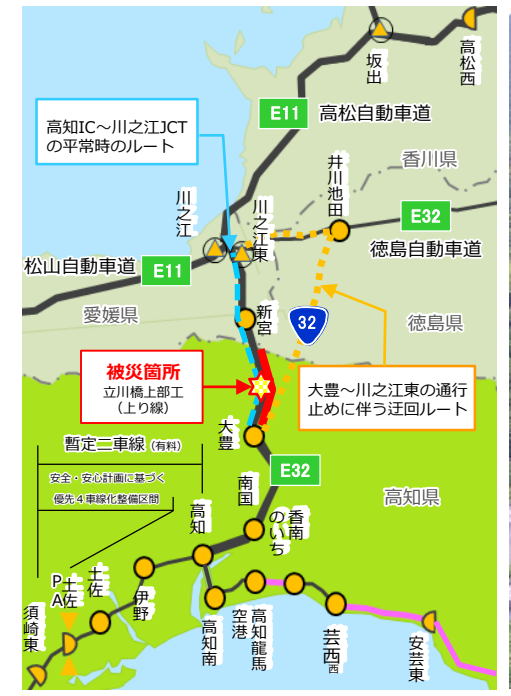 高松西
坂出
E11
高松自動車道
高知IC~川之江JCT
の平常時のルート
井川池田
香川県
川之江
川之江東
E32
徳島自動車道
松山自動車道
E11
愛媛県
新宮
32
徳島県
被災箇所
立川橋上部工
(上り線)
大豊~川之江東の通行
止めに伴う迂回ルート
大豊
暫定二車線(有料)
E32
安全・安心計画に基づく
優先4車線化整備区間
南国
高知県
高知
香南
のいち
土佐PA
土佐
伊野
須崎東
高知南
高知龍馬
空港
芸西西
安芸東